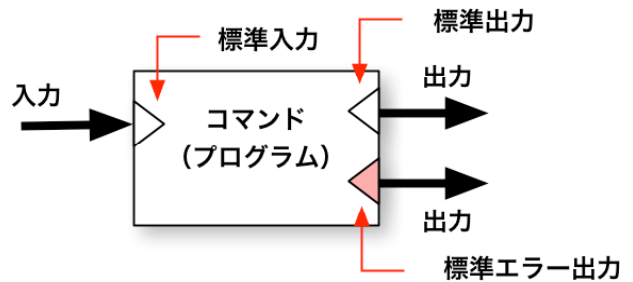 標準入力
標準出力
入力
出力
コマンド
（プログラム）
出力
標準エラー出力